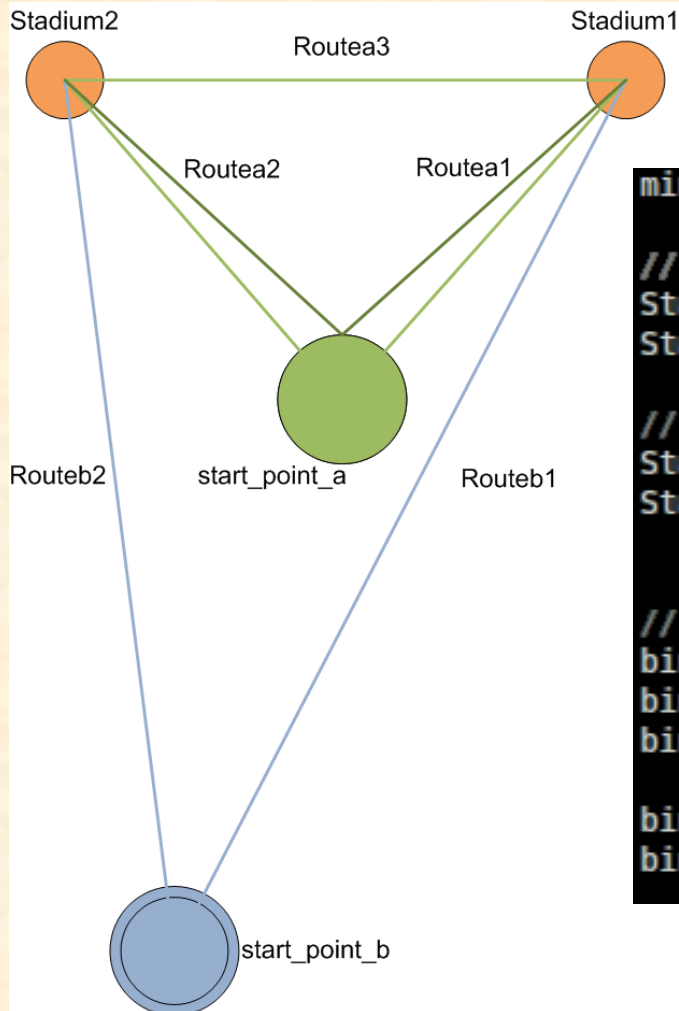 Stadium2
Stadium1
Routea3
Routea2
Routea1
Routeb2
start_point_a
Routeb1
start_point_b
//
//
//